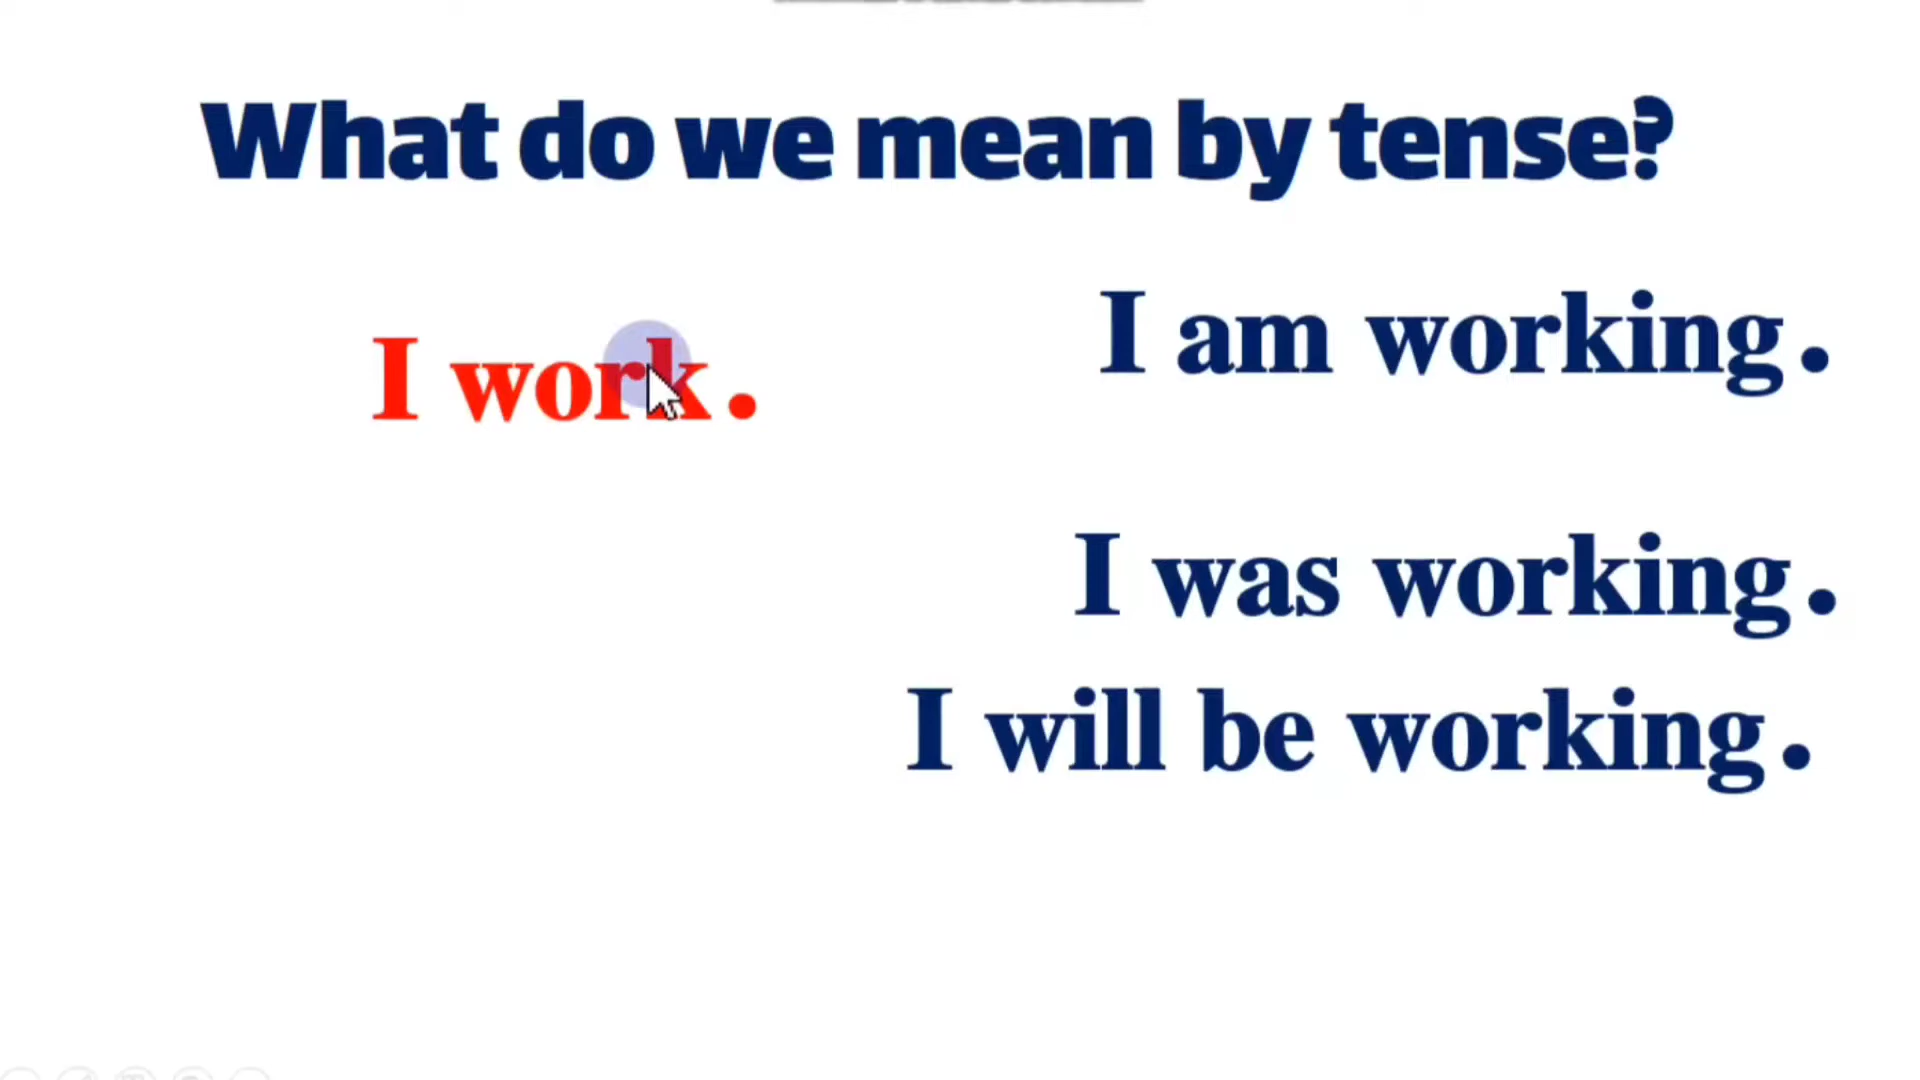 What do we mean by tense?
I work.
I am working.
I was working.
I will be working.